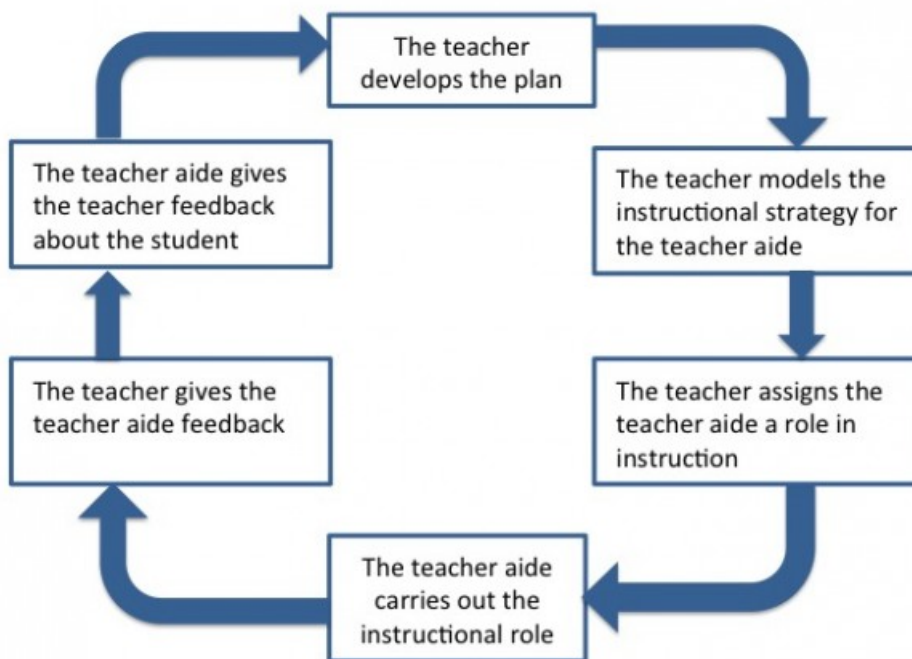 The teacher
develops the plan
The teacher models the
instructional strategy for
the teacher aide
The teacher assigns the
teacher aide a role in
instruction
The teacher aide
carries out the
instructional role
The teacher gives the
teacher aide feedback
The teacher aide gives
the teacher feedback
about the student